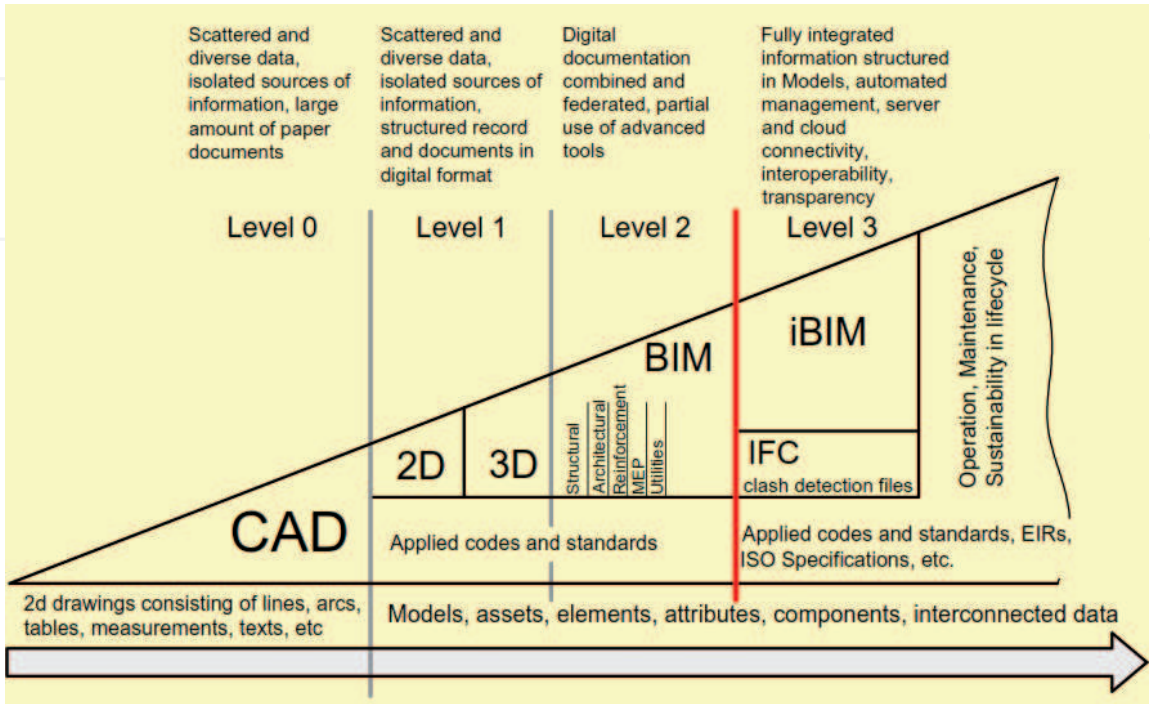 Scattered and
diverse data,
isolated sources of
information, large
amount of paper
documents
Scattered and
diverse data,
isolated sources of
information,
structured record
and documents in
digital format
Digital
documentation
combined and
federated, partial
use of advanced
tools
Fully integrated
information structured
in Models, automated
management, server
and cloud
connectivity,
interoperability,
transparency
Level 0
Level 1
Level 2
Level 3
CAD
2D
3D
BIM
Structural
Architectural
Reinforcement
MEP
Utilities
iBIM
IFC
clash detection files
Operation, Maintenance,
Sustainability in lifecycle
Applied codes and standards
Applied codes and standards, EIRs,
ISO Specifications, etc.
2d drawings consisting of lines, arcs,
tables, measurements, texts, etc
Models, assets, elements, attributes, components, interconnected data